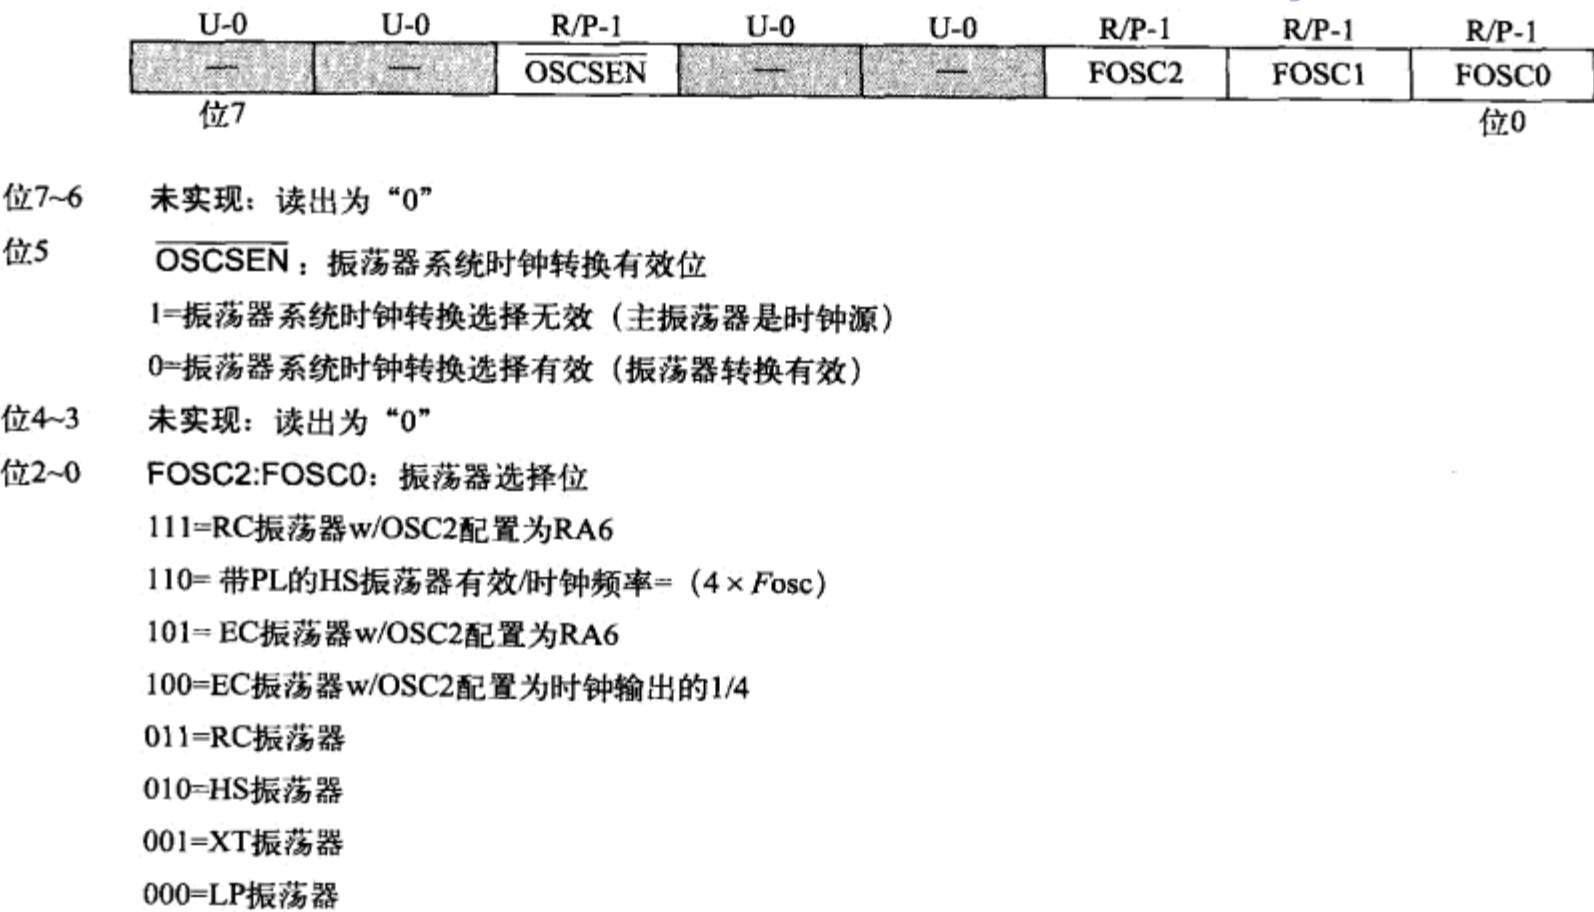 U-0 U-0 R/P-1 U-0 U-0 R/P-1 R/P-1 R/P-1
— — OSCSEN — — FOSC2 FOSC1 FOSC0
位7 位0
位7~6 未实现：读出为“0”
位5 OSCSEN：振荡器系统时钟转换有效位
1=振荡器系统时钟转换选择无效（主振荡器是时钟源）
0=振荡器系统时钟转换选择有效（振荡器转换有效）
位4~3 未实现：读出为“0”
位2~0 FOSC2:FOSC0：振荡器选择位
111=RC振荡器w/OSC2配置为RA6
110= 带PL的HS振荡器有效/时钟频率=（4×Fosc）
101= EC振荡器w/OSC2配置为RA6
100=EC振荡器w/OSC2配置为时钟输出的1/4
011=RC振荡器
010=HS振荡器
001=XT振荡器
000=LP振荡器